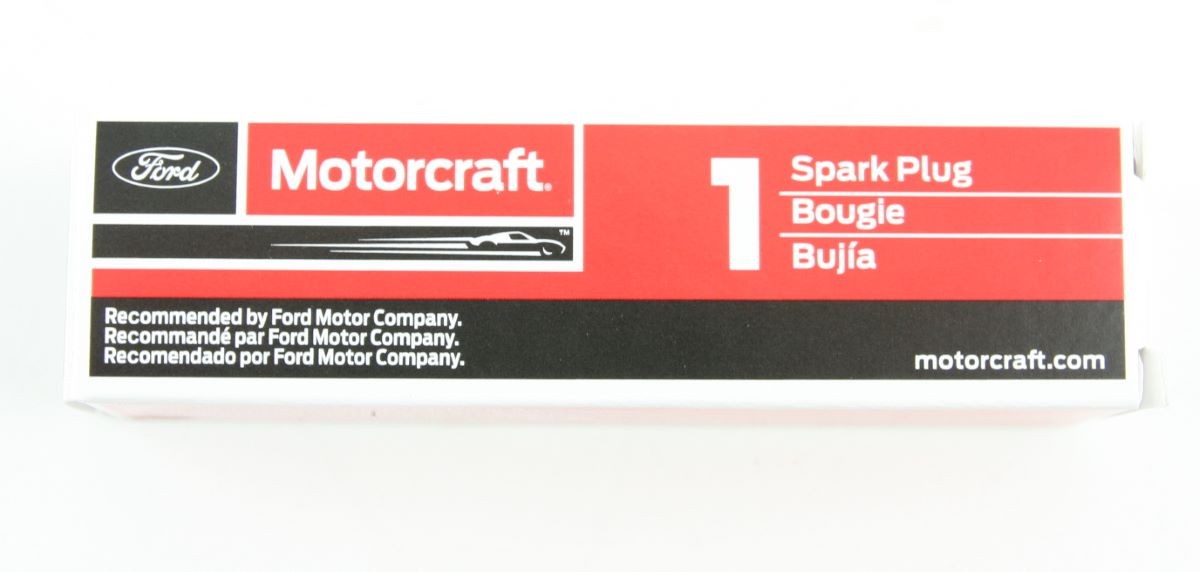 Ford
Motorcraft®
™
1
Spark Plug
Bougie
Bujía
Recommended by Ford Motor Company.
Recommandé par Ford Motor Company.
Recomendado por Ford Motor Company.
motorcraft.com